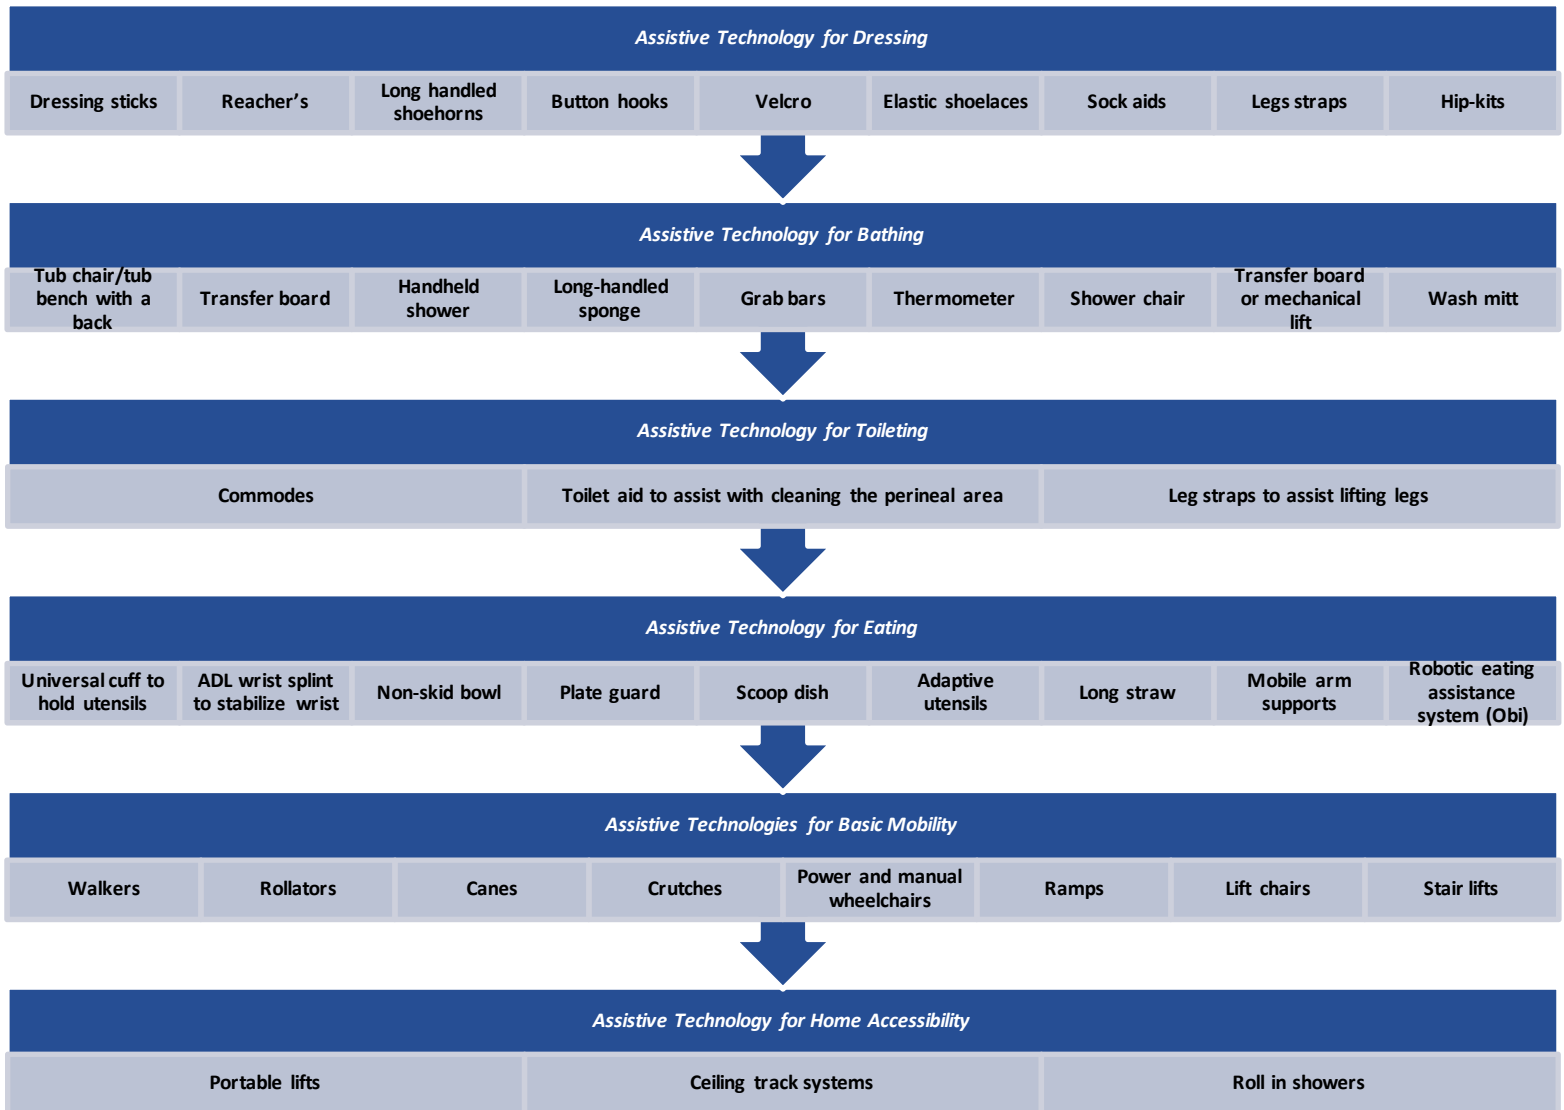 Assistive Technology for Dressing
Dressing sticks
Reacher's
Long handled
shoehorns
Button hooks
Velcro
Elastic shoelaces
Sock aids
Legs straps
Hip-kits
Assistive Technology for Bathing
Tub chair/tub
bench with a
back
Transfer board
Handheld
shower
Long-handled
sponge
Grab bars
Thermometer
Shower chair
Transfer board
or mechanical
lift
Wash mitt
Assistive Technology for Toileting
Commodes
Toilet aid to assist with cleaning the perineal area
Leg straps to assist lifting legs
Assistive Technology for Eating
Universal cuff to
hold utensils
ADL wrist splint
to stabilize wrist
Non-skid bowl
Plate guard
Scoop dish
Adaptive
utensils
Long straw
Mobile arm
supports
Robotic eating
assistance
system (Obi)
Assistive Technologies for Basic Mobility
Walkers
Rollators
Canes
Crutches
Power and manual
wheelchairs
Ramps
Lift chairs
Stair lifts
Assistive Technology for Home Accessibility
Portable lifts
Ceiling track systems
Roll in showers